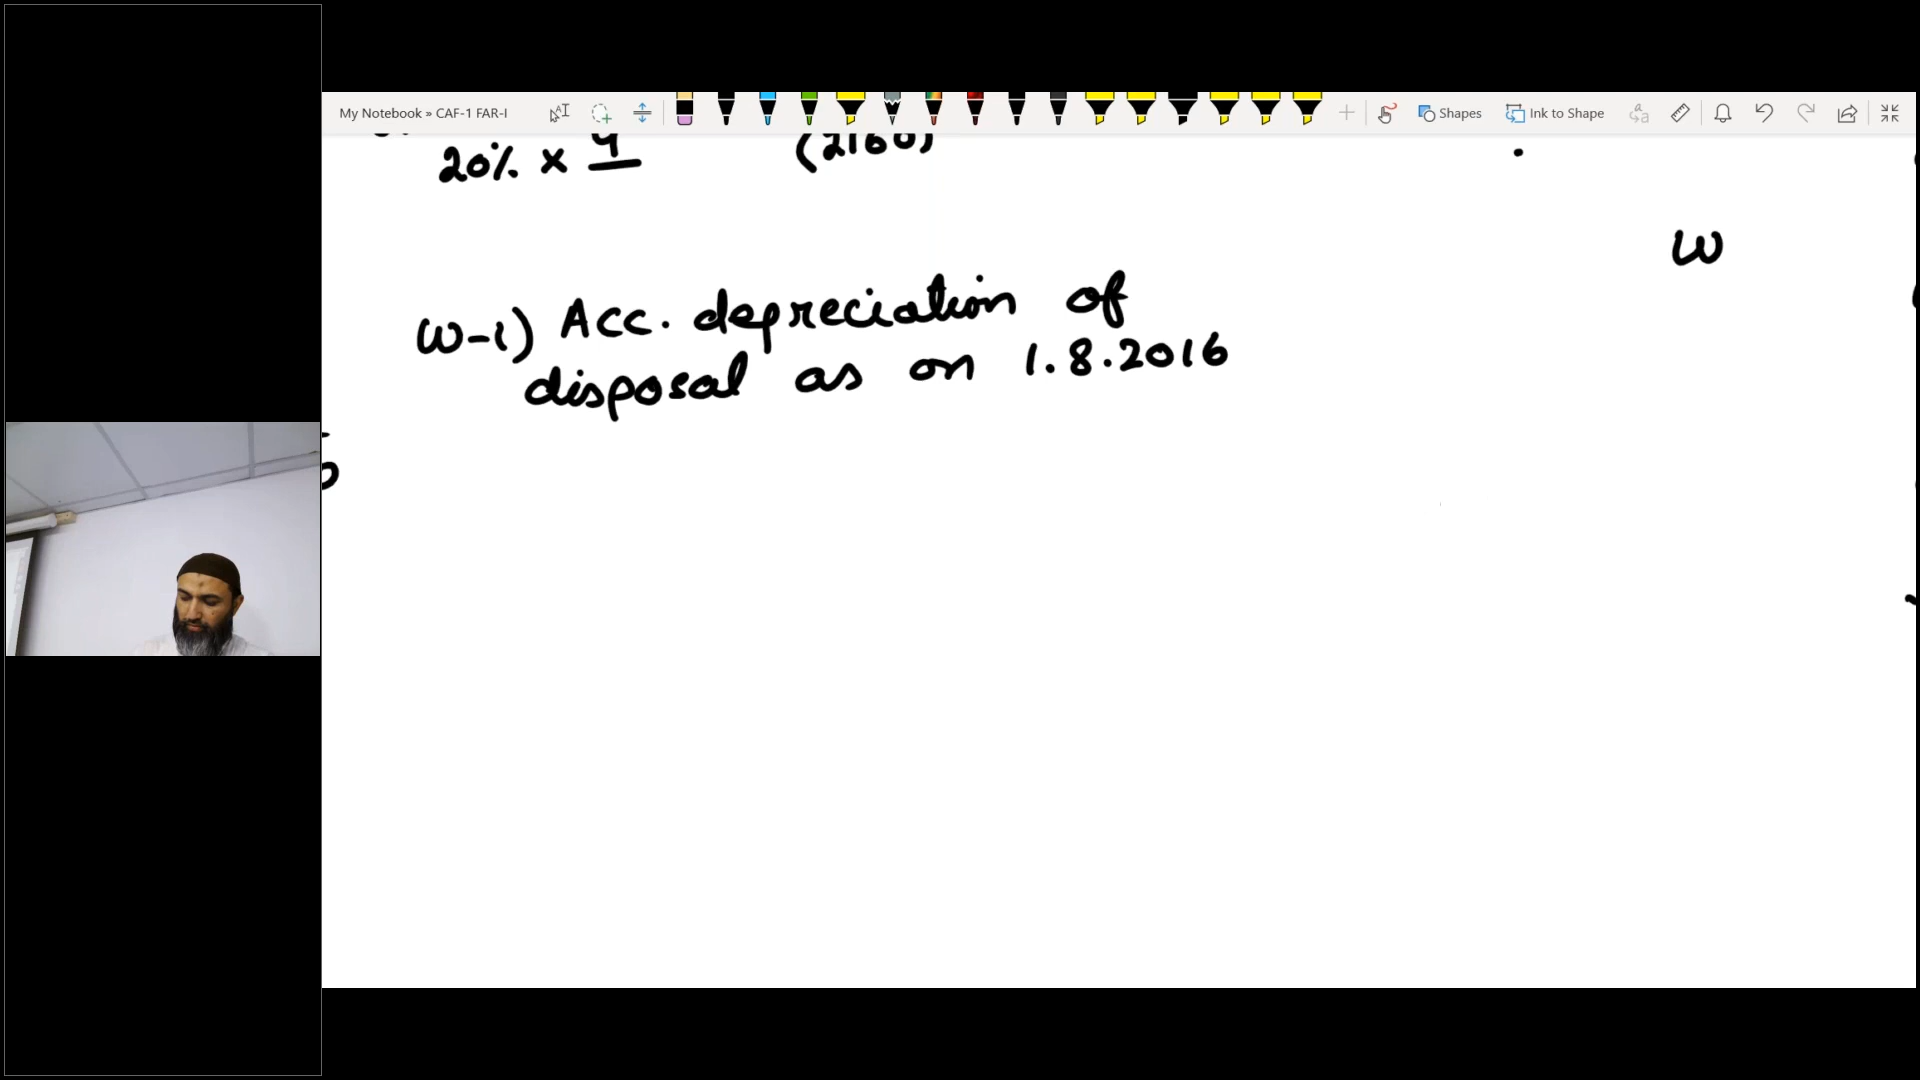 My Notebook » CAF-1 FAR-I
Shapes
Ink to Shape
20% x
(2160)
W
W-1) Acc. depreciation of
disposal as on 1.8.2016